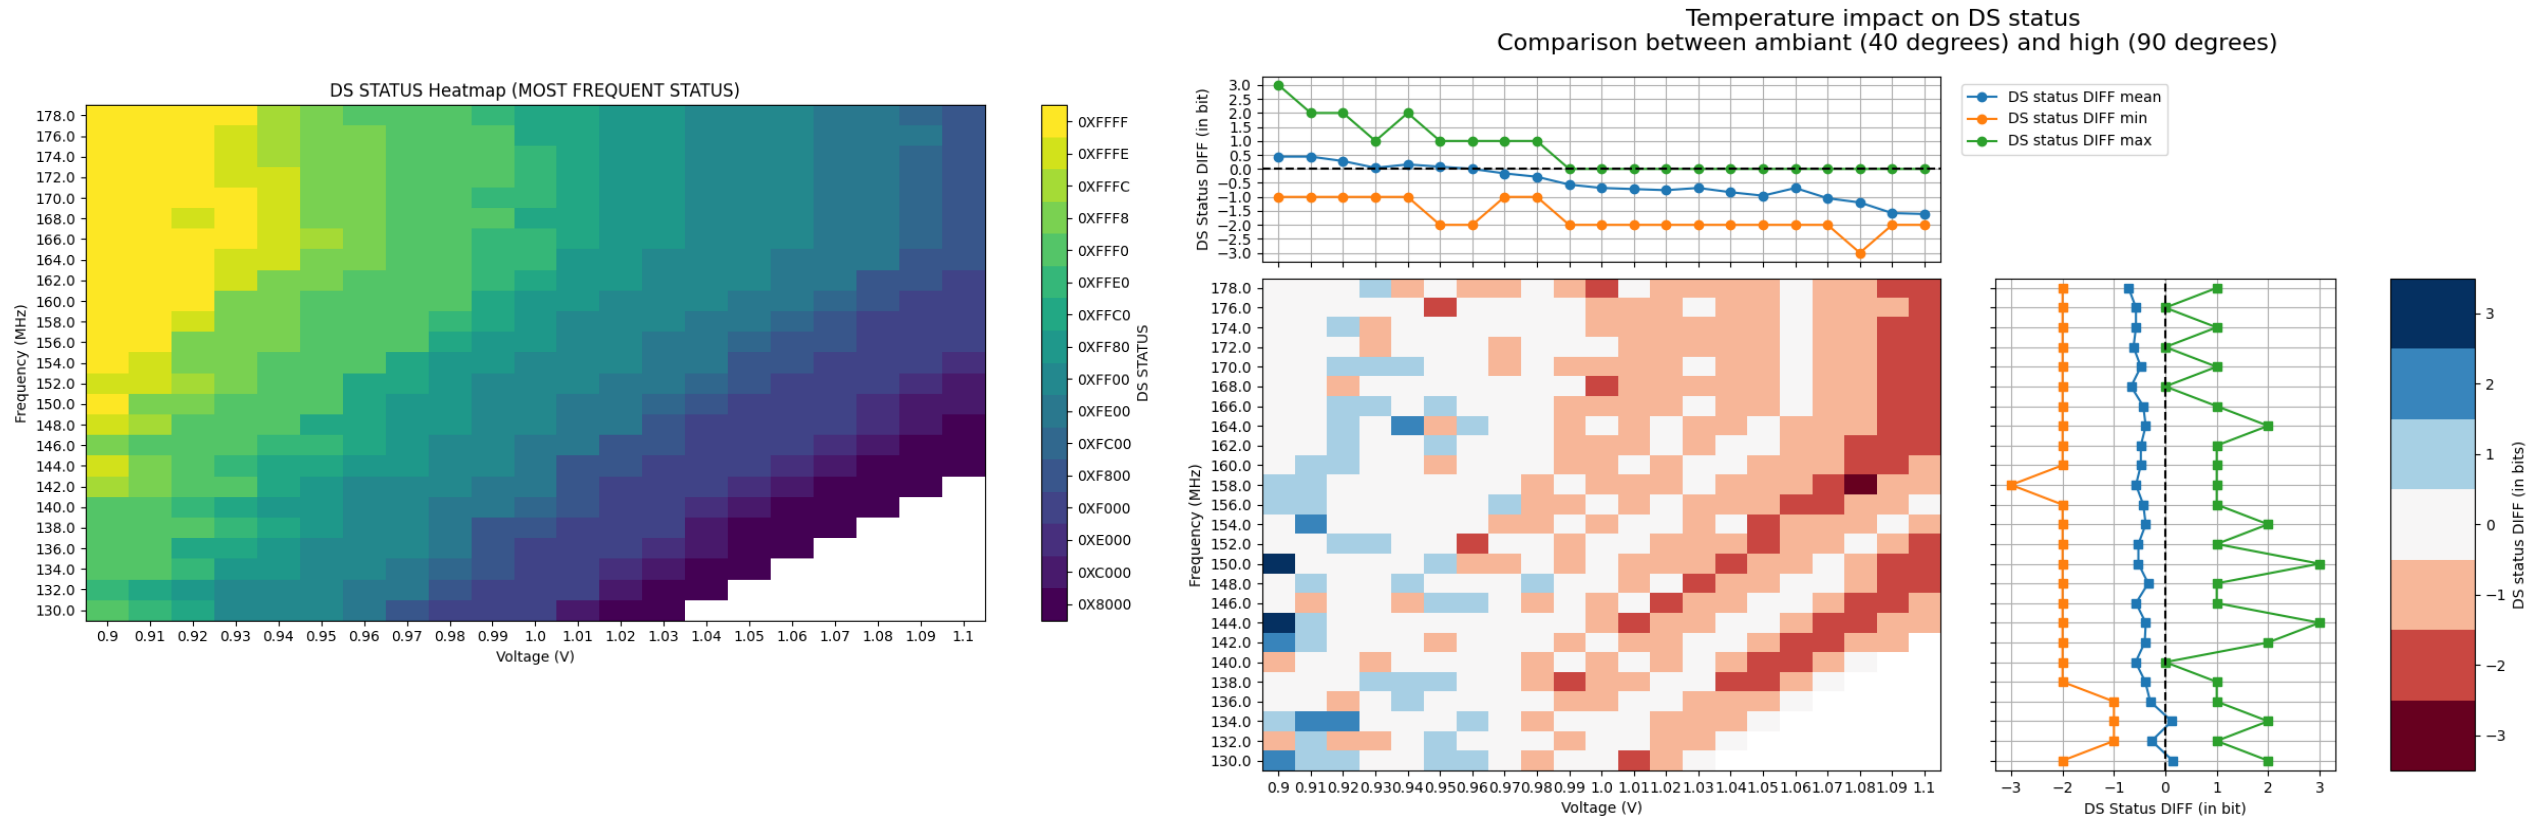 Temperature impact on DS status
Comparison between ambiant (40 degrees) and high (90 degrees)
DS STATUS Heatmap (MOST FREQUENT STATUS)
Frequency (MHz)
178.0
176.0
174.0
172.0
170.0
168.0
166.0
164.0
162.0
160.0
158.0
156.0
154.0
152.0
150.0
148.0
146.0
144.0
142.0
140.0
138.0
136.0
134.0
132.0
130.0
0.9 0.91 0.92 0.93 0.94 0.95 0.96 0.97 0.98 0.99 1.0 1.01 1.02 1.03 1.04 1.05 1.06 1.07 1.08 1.09 1.1
Voltage (V)
0XFFFF
0XFFFE
0XFFFC
0XFFF8
0XFFF0
0XFFE0
0XFFC0
0XFF80
0XFF00
0XFE00
0XFC00
0XF800
0XF000
0XE000
0XC000
0X8000
DS STATUS
DS Status DIFF (in bit)
3.0
2.5
2.0
1.5
1.0
0.5
0.0
−0.5
−1.0
−1.5
−2.0
−2.5
−3.0
DS status DIFF mean
DS status DIFF min
DS status DIFF max
Frequency (MHz)
178.0
176.0
174.0
172.0
170.0
168.0
166.0
164.0
162.0
160.0
158.0
156.0
154.0
152.0
150.0
148.0
146.0
144.0
142.0
140.0
138.0
136.0
134.0
132.0
130.0
0.9 0.91 0.92 0.93 0.94 0.95 0.96 0.97 0.98 0.99 1.0 1.01 1.02 1.03 1.04 1.05 1.06 1.07 1.08 1.09 1.1
Voltage (V)
−3 −2 −1 0 1 2 3
DS Status DIFF (in bit)
3
2
1
0
−1
−2
−3
DS status DIFF (in bits)